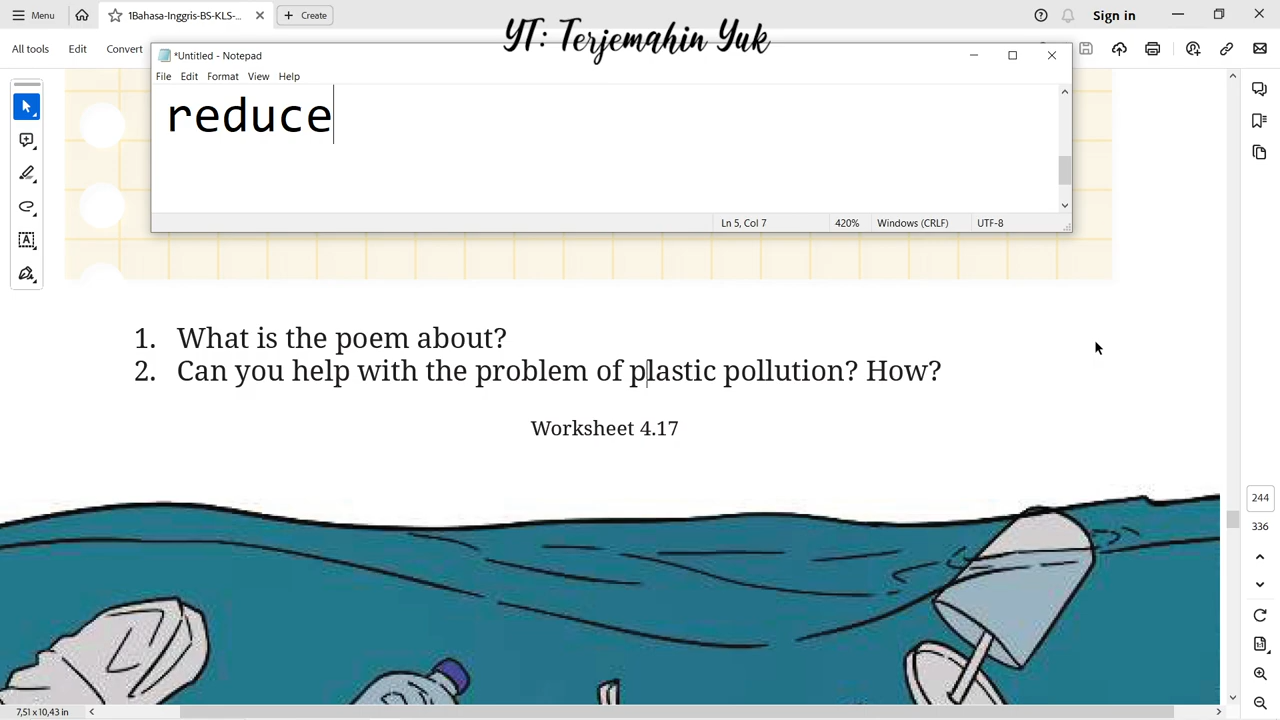 Menu
1Bahasa-Inggris-BS-KLS-...
Create
Sign in
YT: Terjemahin Yuk
All tools Edit Convert
*Untitled - Notepad
File Edit Format View Help
reduce
Ln 5, Col 7 420% Windows (CRLF) UTF-8
1. What is the poem about?
2. Can you help with the problem of plastic pollution? How?
Worksheet 4.17
244
336
7,51 x 10,43 in